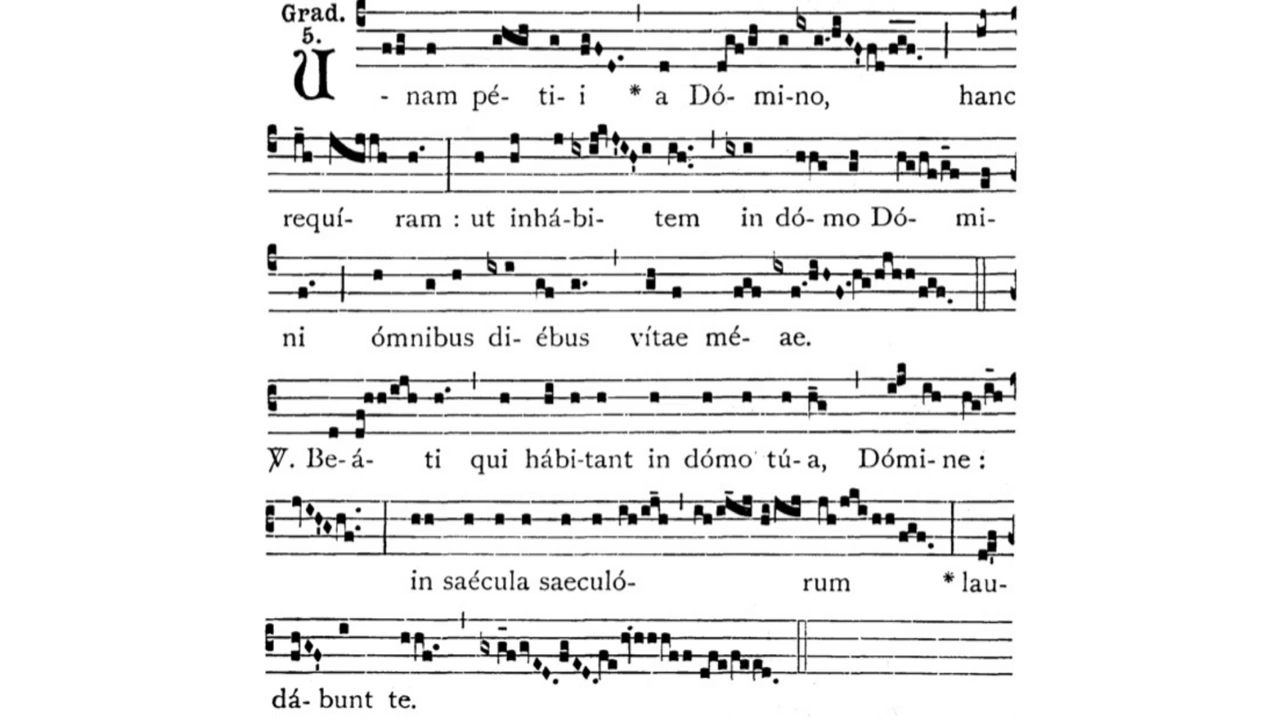 Grad.
5.
U - nam pé- ti- i * a Dó- mi-no, hanc
requí- ram : ut inhá-bi- tem in dó- mo Dó- mi-
ni ómnibus di- ébus vítae mé- ae.
℣. Be-á- ti qui hábi-tant in dómo tú-a, Dómi- ne :
in saécula saeculó- rum * lau-
dá- bunt te.